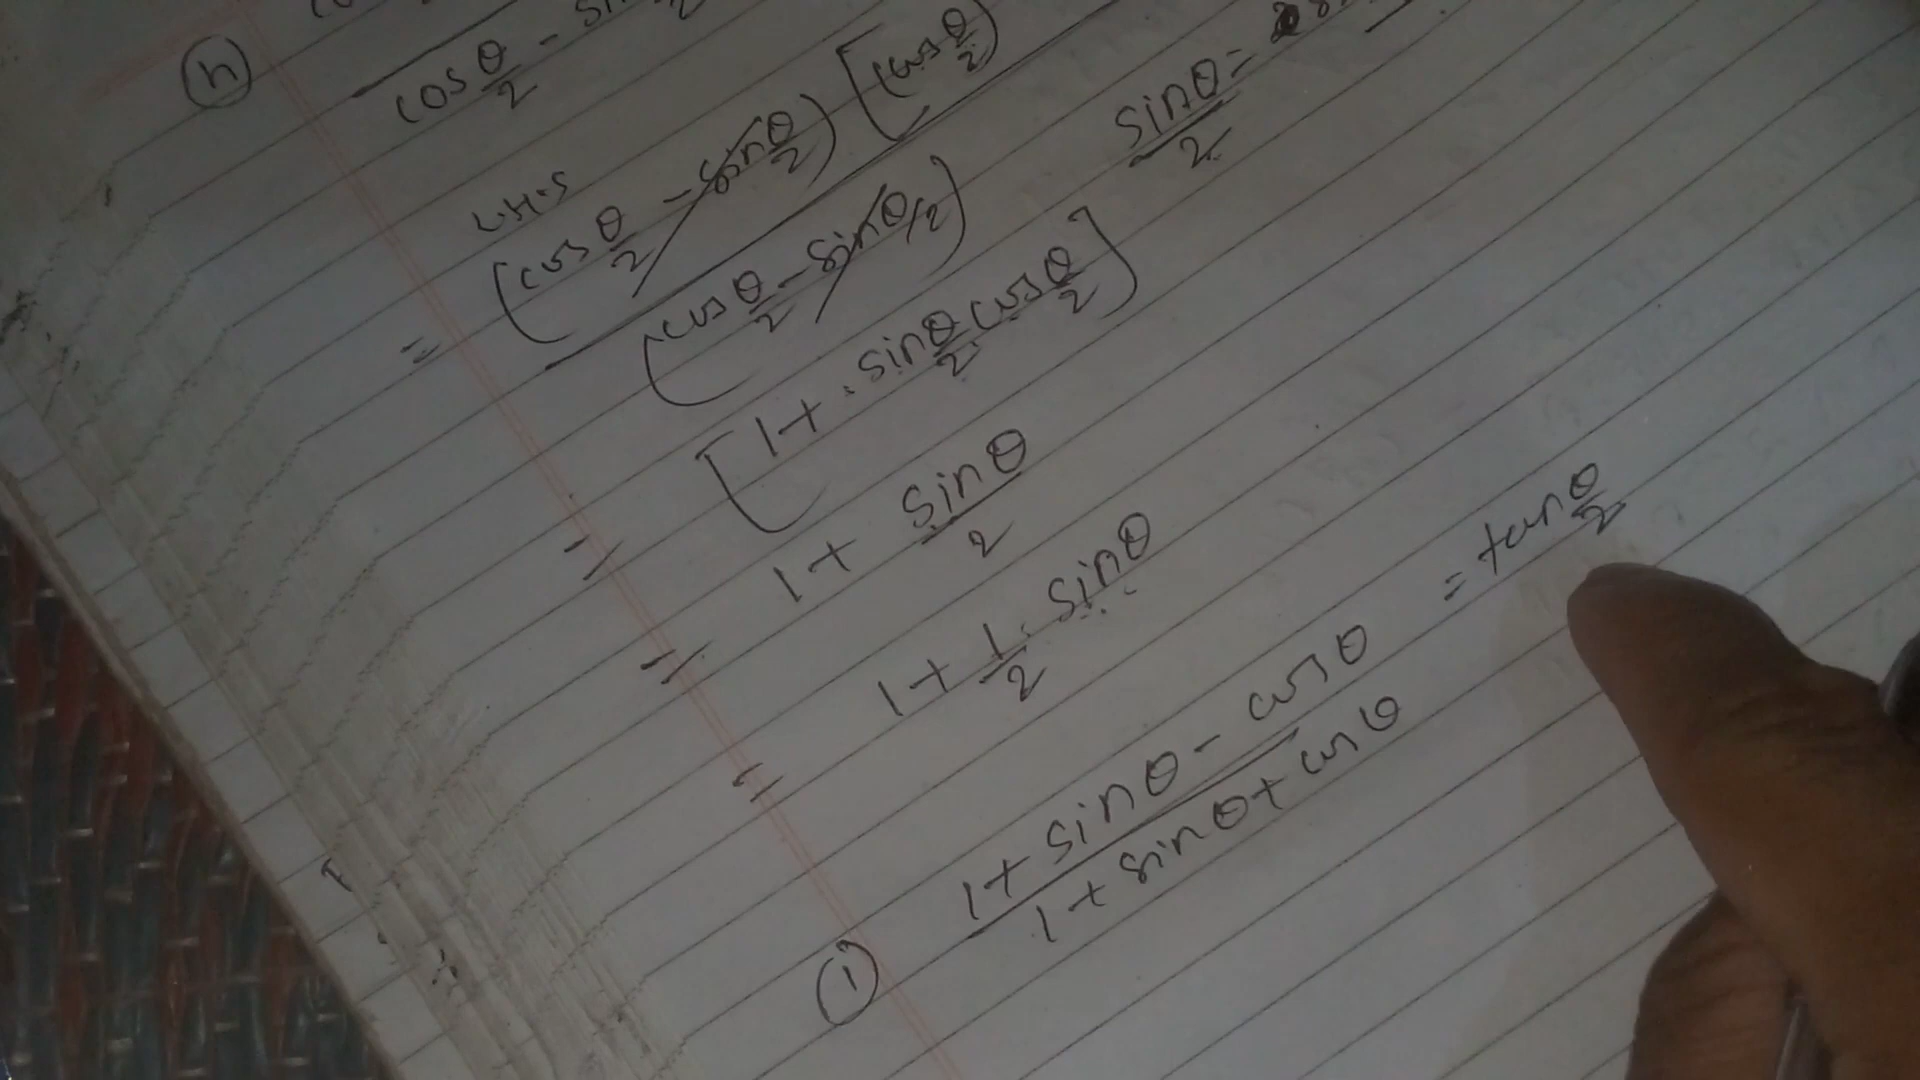 (h) cos θ/2 -
L.H.S sinθ/2 =
= (cos θ/2 - sin θ/2) [(cos θ/2) / (cos θ/2 - sin θ/2)
= [1 + sin θ/2 . cos θ/2]
= 1 + sin θ/2
= 1 + 1/2 . sin θ
(i) 1 + sin θ - cos θ / 1 + sin θ + cos θ = tan θ/2